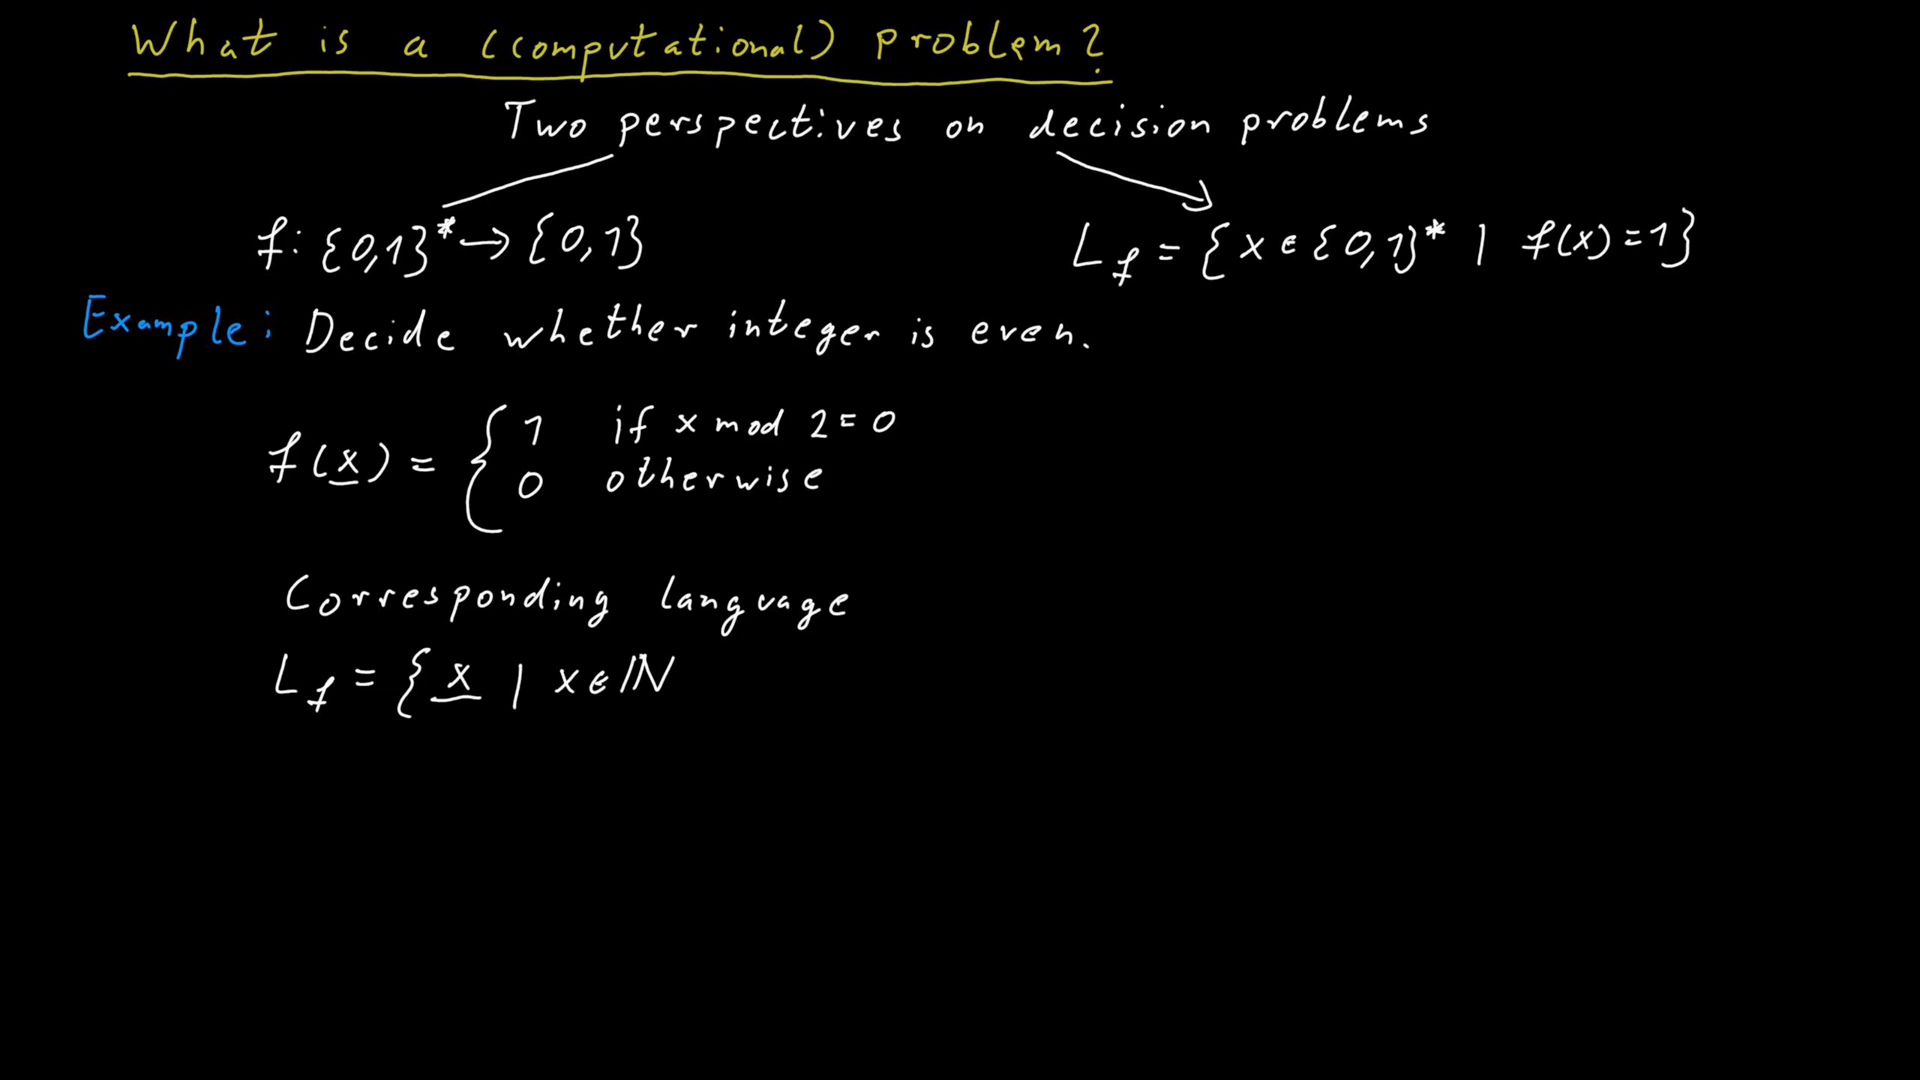 What is a (computational) problem?
Two perspectives on decision problems
f: {0,1}* → {0,1}
L_f = {x ∈ {0,1}* | f(x) = 1}
Example: Decide whether integer is even.
f(x̲) = { 1 if x mod 2 = 0
0 otherwise
Corresponding language
L_f = { x̲ | x ∈ ℕ